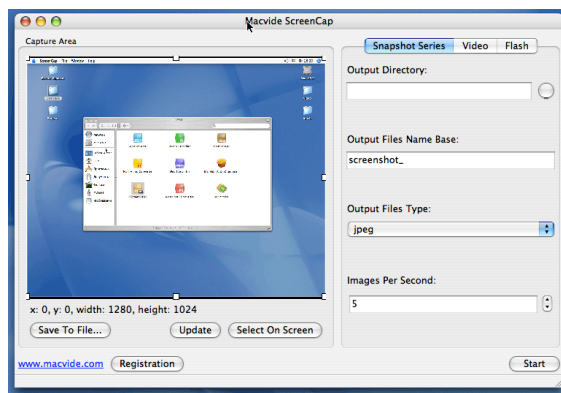 Macvide ScreenCap
Capture Area
Snapshot Series Video Flash
Output Directory:
Output Files Name Base:
screenshot_
Output Files Type:
jpeg
Images Per Second:
5
x: 0, y: 0, width: 1280, height: 1024
Save To File... Update Select On Screen
www.macvide.com Registration Start